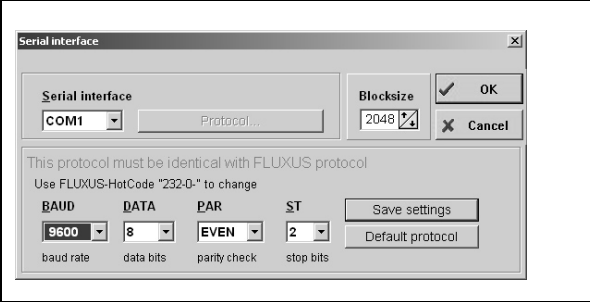 Serial interface
Serial interface
COM1
Protocol...
Blocksize
2048
OK
Cancel
This protocol must be identical with FLUXUS protocol
Use FLUXUS-HotCode "232-0-" to change
BAUD DATA PAR ST
9600 8 EVEN 2
baud rate data bits parity check stop bits
Save settings
Default protocol